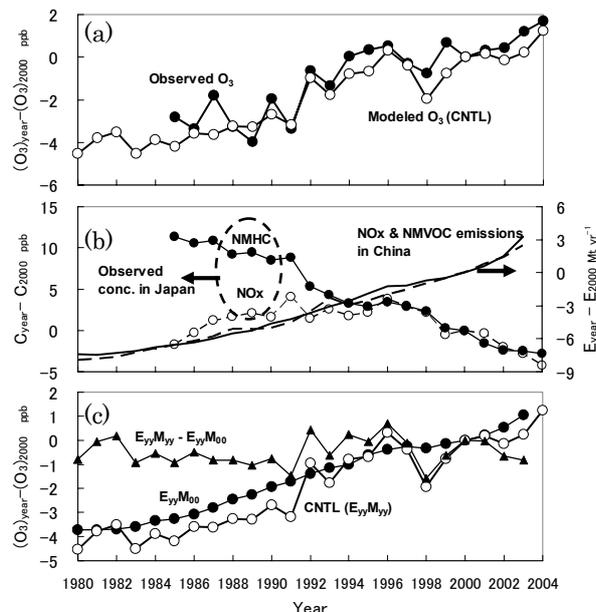 (a)
2
0
-2
-4
-6
(O₃)year−(O₃)2000 ppb
Observed O₃
Modeled O₃ (CNTL)
(b)
15
10
5
0
-5
Cyear− C2000 ppb
6
3
0
-3
-6
-9
Eyear − E2000 Mt yr⁻¹
NMHC
NOx
Observed
conc. in Japan
NOx & NMVOC emissions
in China
(c)
2
1
0
-1
-2
-3
-4
-5
(O₃)year−(O₃)2000 ppb
EyyMyy - EyyM00
EyyM00
CNTL (EyyMyy)
1980 1982 1984 1986 1988 1990 1992 1994 1996 1998 2000 2002 2004
Year